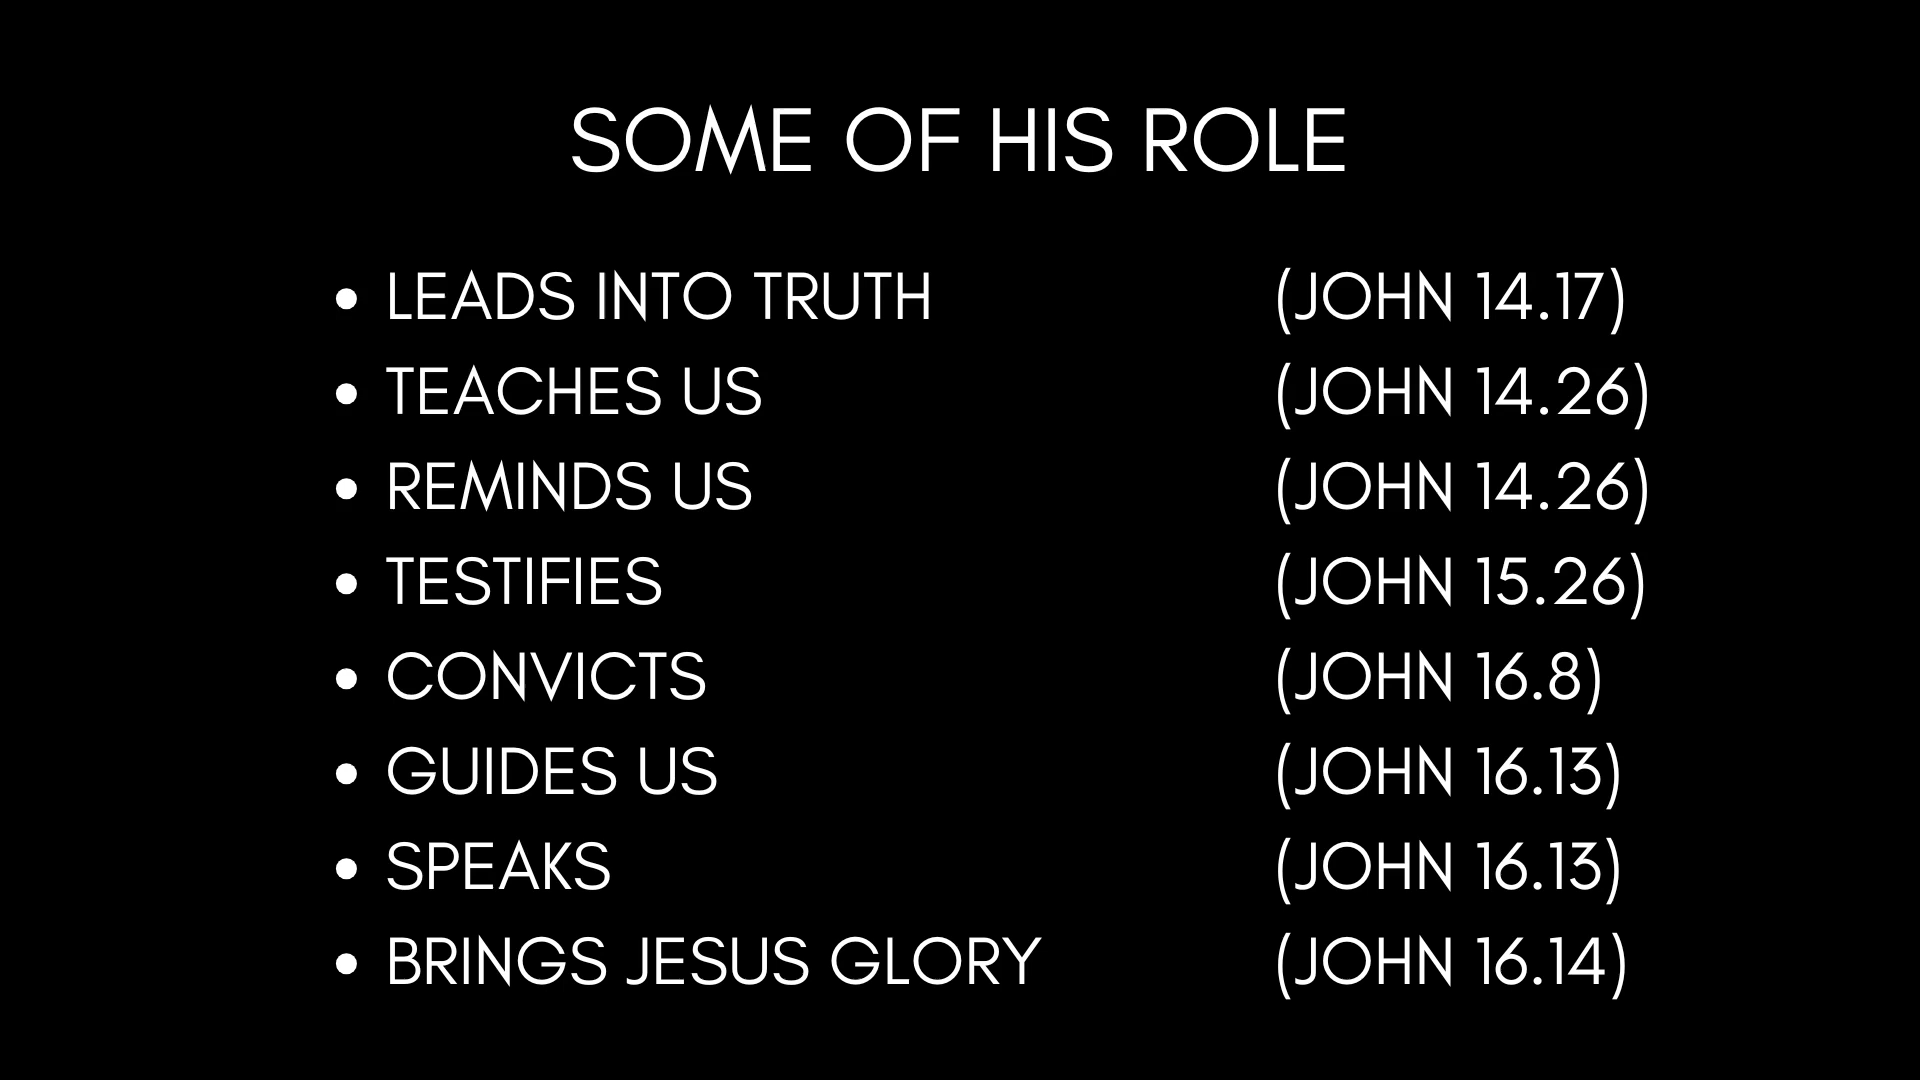 SOME OF HIS ROLE
• LEADS INTO TRUTH (JOHN 14.17)
• TEACHES US (JOHN 14.26)
• REMINDS US (JOHN 14.26)
• TESTIFIES (JOHN 15.26)
• CONVICTS (JOHN 16.8)
• GUIDES US (JOHN 16.13)
• SPEAKS (JOHN 16.13)
• BRINGS JESUS GLORY (JOHN 16.14)